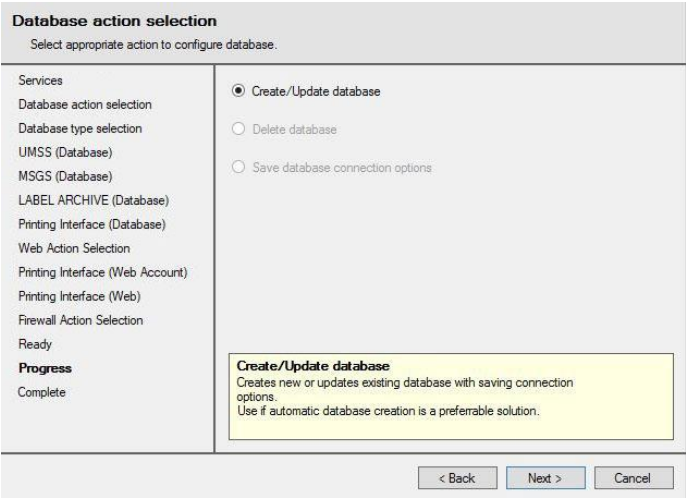 Database action selection
Select appropriate action to configure database.
Services
Database action selection
Database type selection
UMSS (Database)
MSGS (Database)
LABEL ARCHIVE (Database)
Printing Interface (Database)
Web Action Selection
Printing Interface (Web Account)
Printing Interface (Web)
Firewall Action Selection
Ready
Progress
Complete
Create/Update database
Delete database
Save database connection options
Create/Update database
Creates new or updates existing database with saving connection
options.
Use if automatic database creation is a preferrable solution.
< Back
Next >
Cancel